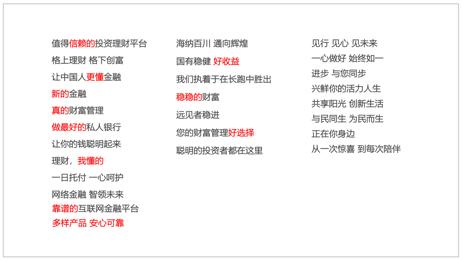 值得信赖的投资理财平台
格上理财 格下创富
让中国人更懂金融
新的金融
真的财富管理
做最好的私人银行
让你的钱聪明起来
理财，我懂的
一日托付 一心呵护
网络金融 智领未来
靠谱的互联网金融平台
多样产品 安心可靠
海纳百川 通向辉煌
国有稳健 好收益
我们执着于在长跑中胜出
稳稳的财富
远见者稳进
您的财富管理好选择
聪明的投资者都在这里
见行 见心 见未来
一心做好 始终如一
进步 与您同步
兴鲜你的活力人生
共享阳光 创新生活
与民同生 为民而生
正在你身边
从一次惊喜 到每次陪伴